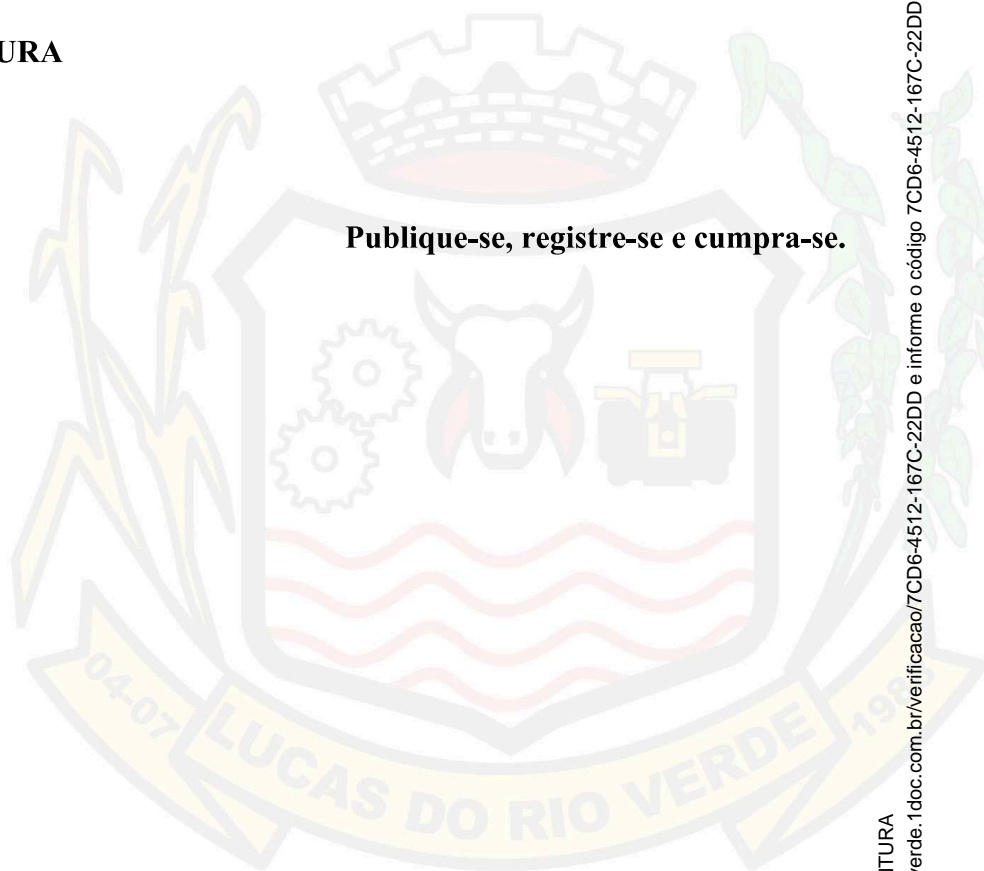 URA
Publique-se, registre-se e cumpra-se.
04-07
LUCAS DO RIO VERDE
ITURA
verde.1doc.com.br/verificacao/7CD6-4512-167C-22DD e informe o código 7CD6-4512-167C-22DD